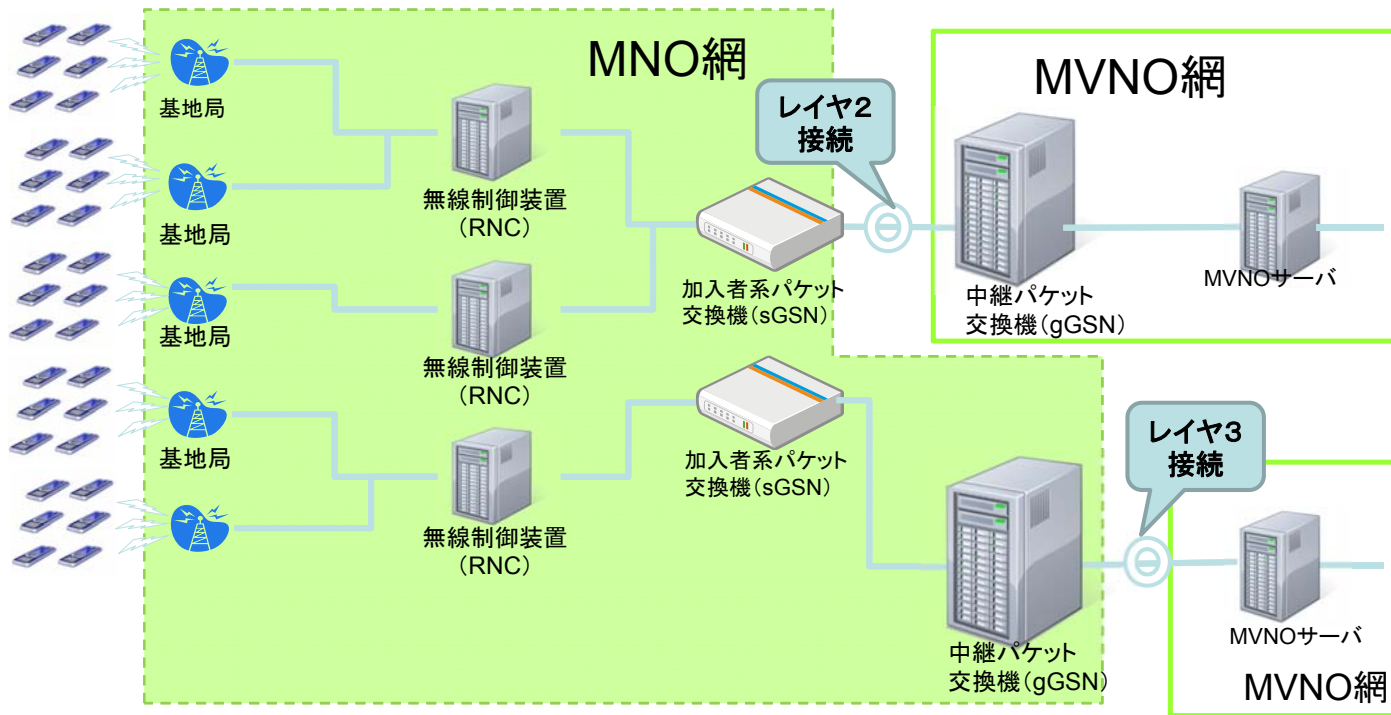 MNO網
MVNO網
レイヤ2
接続
基地局
無線制御装置
(RNC)
基地局
加入者系パケット
交換機(sGSN)
中継パケット
交換機(gGSN)
MVNOサーバ
基地局
無線制御装置
(RNC)
基地局
加入者系パケット
交換機(sGSN)
レイヤ3
接続
無線制御装置
(RNC)
中継パケット
交換機(gGSN)
MVNOサーバ
MVNO網